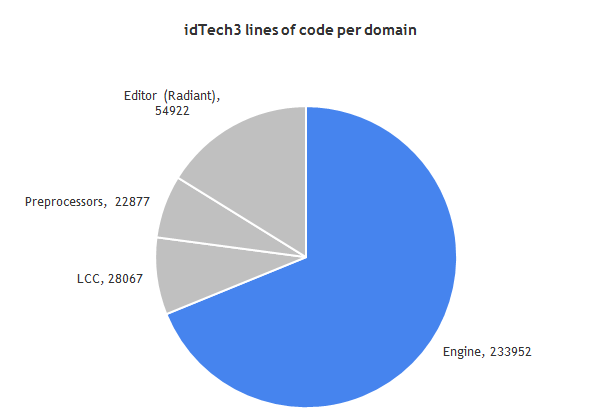 idTech3 lines of code per domain
Editor (Radiant),
54922
Preprocessors, 22877
LCC, 28067
Engine, 233952